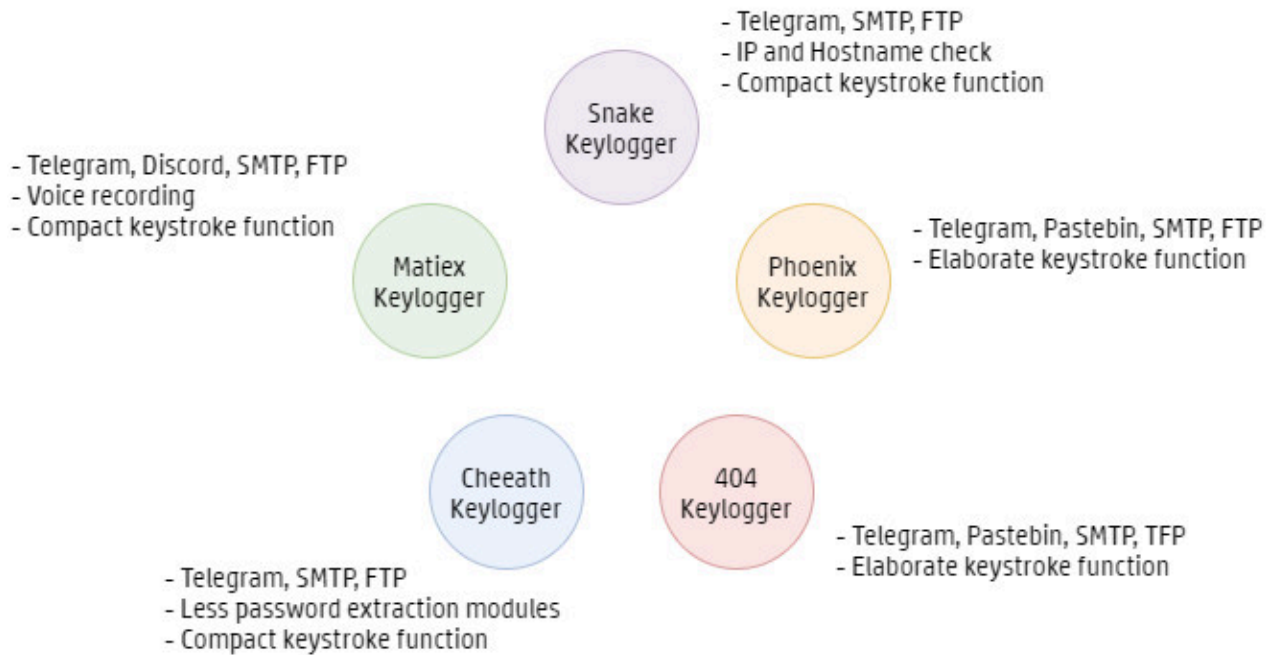 - Telegram, SMTP, FTP
- IP and Hostname check
- Compact keystroke function
Snake
Keylogger
- Telegram, Discord, SMTP, FTP
- Voice recording
- Compact keystroke function
Matiex
Keylogger
- Telegram, Pastebin, SMTP, FTP
- Elaborate keystroke function
Phoenix
Keylogger
Cheeath
Keylogger
- Telegram, SMTP, FTP
- Less password extraction modules
- Compact keystroke function
404
Keylogger
- Telegram, Pastebin, SMTP, TFP
- Elaborate keystroke function